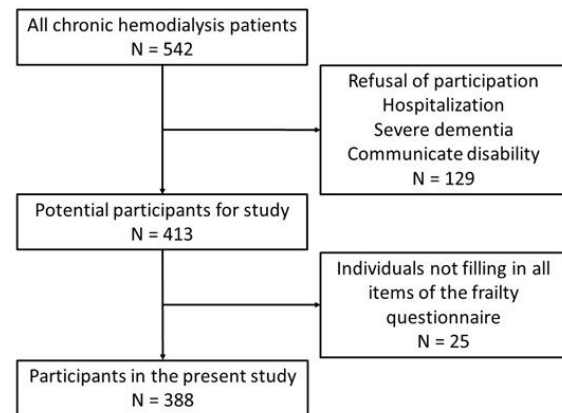 All chronic hemodialysis patients
N = 542
Refusal of participation
Hospitalization
Severe dementia
Communicate disability
N = 129
Potential participants for study
N = 413
Individuals not filling in all
items of the frailty
questionnaire
N = 25
Participants in the present study
N = 388